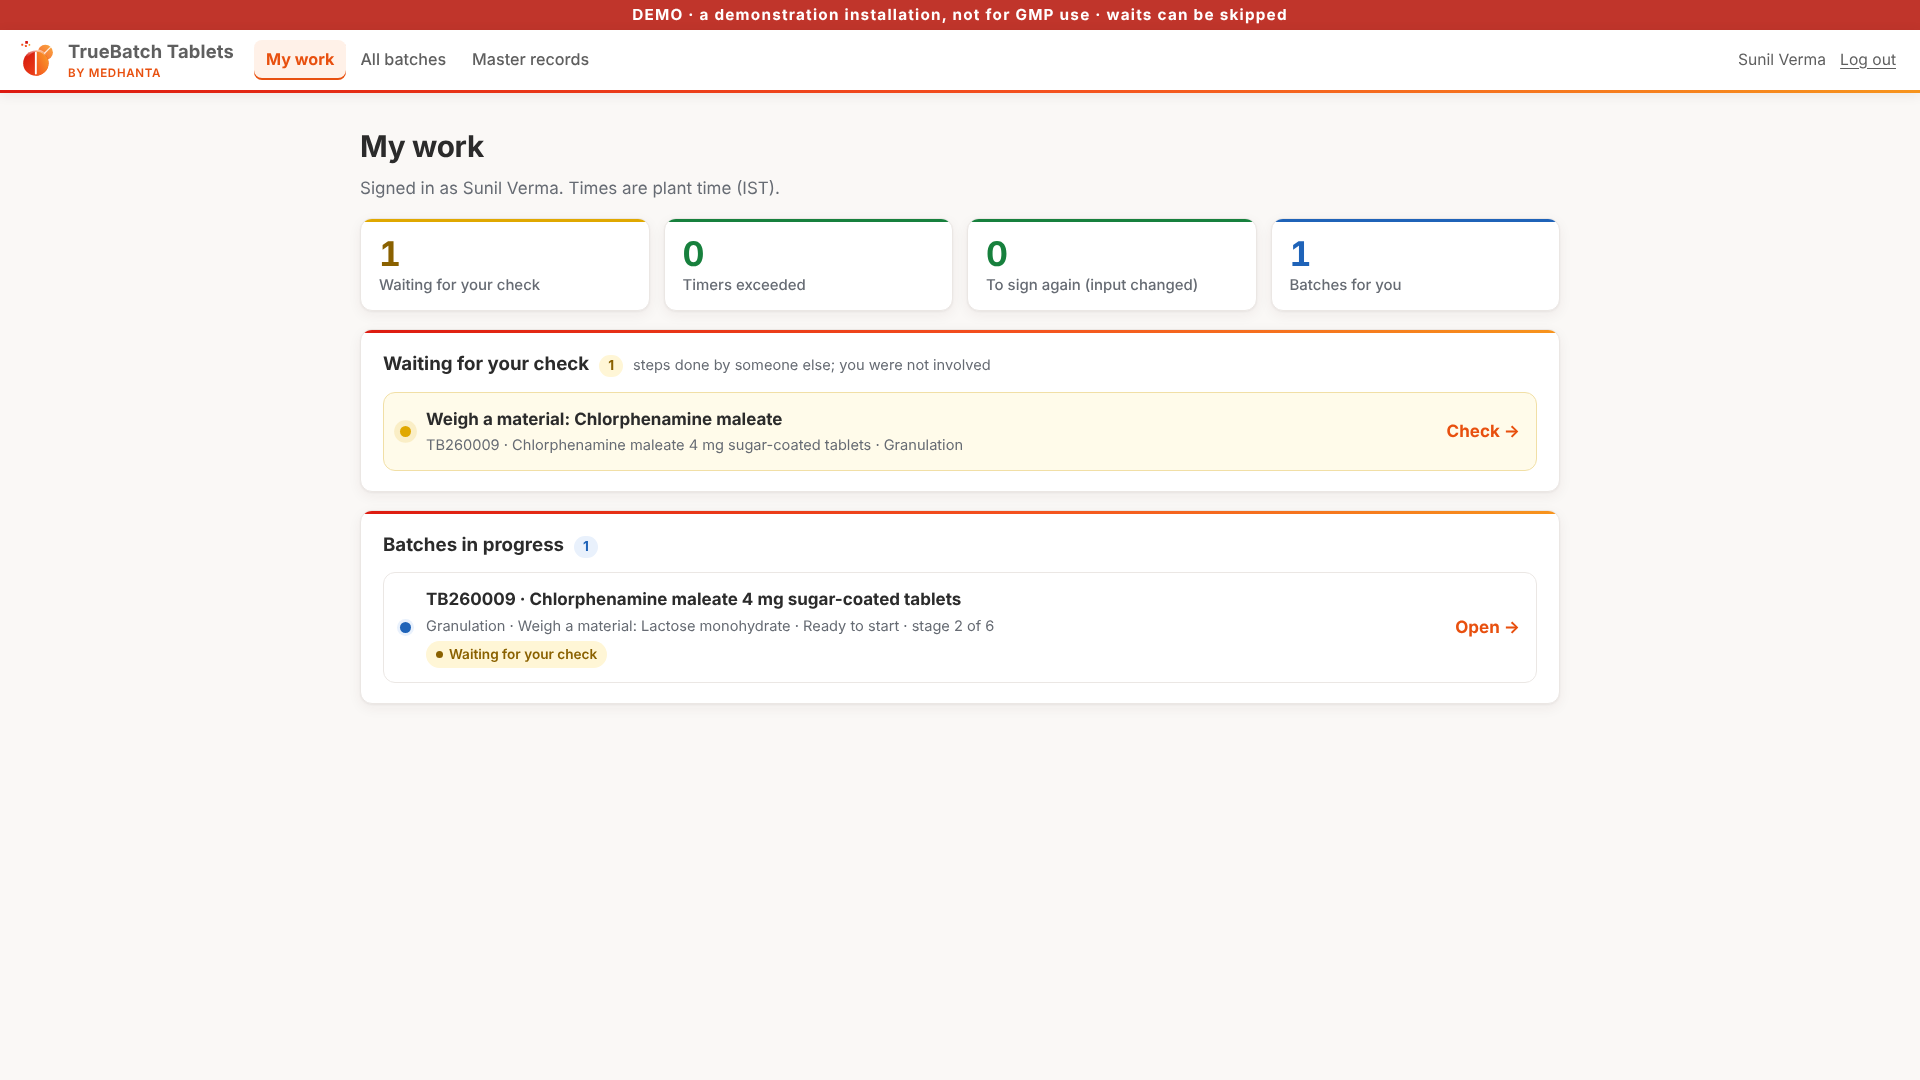 DEMO · a demonstration installation, not for GMP use · waits can be skipped
TrueBatch Tablets
BY MEDHANTA
My work
All batches
Master records
Sunil Verma
Log out
My work
Signed in as Sunil Verma. Times are plant time (IST).
1
Waiting for your check
0
Timers exceeded
0
To sign again (input changed)
1
Batches for you
Waiting for your check 1 steps done by someone else; you were not involved
Weigh a material: Chlorphenamine maleate
TB260009 · Chlorphenamine maleate 4 mg sugar-coated tablets · Granulation
Check →
Batches in progress 1
TB260009 · Chlorphenamine maleate 4 mg sugar-coated tablets
Granulation · Weigh a material: Lactose monohydrate · Ready to start · stage 2 of 6
Waiting for your check
Open →